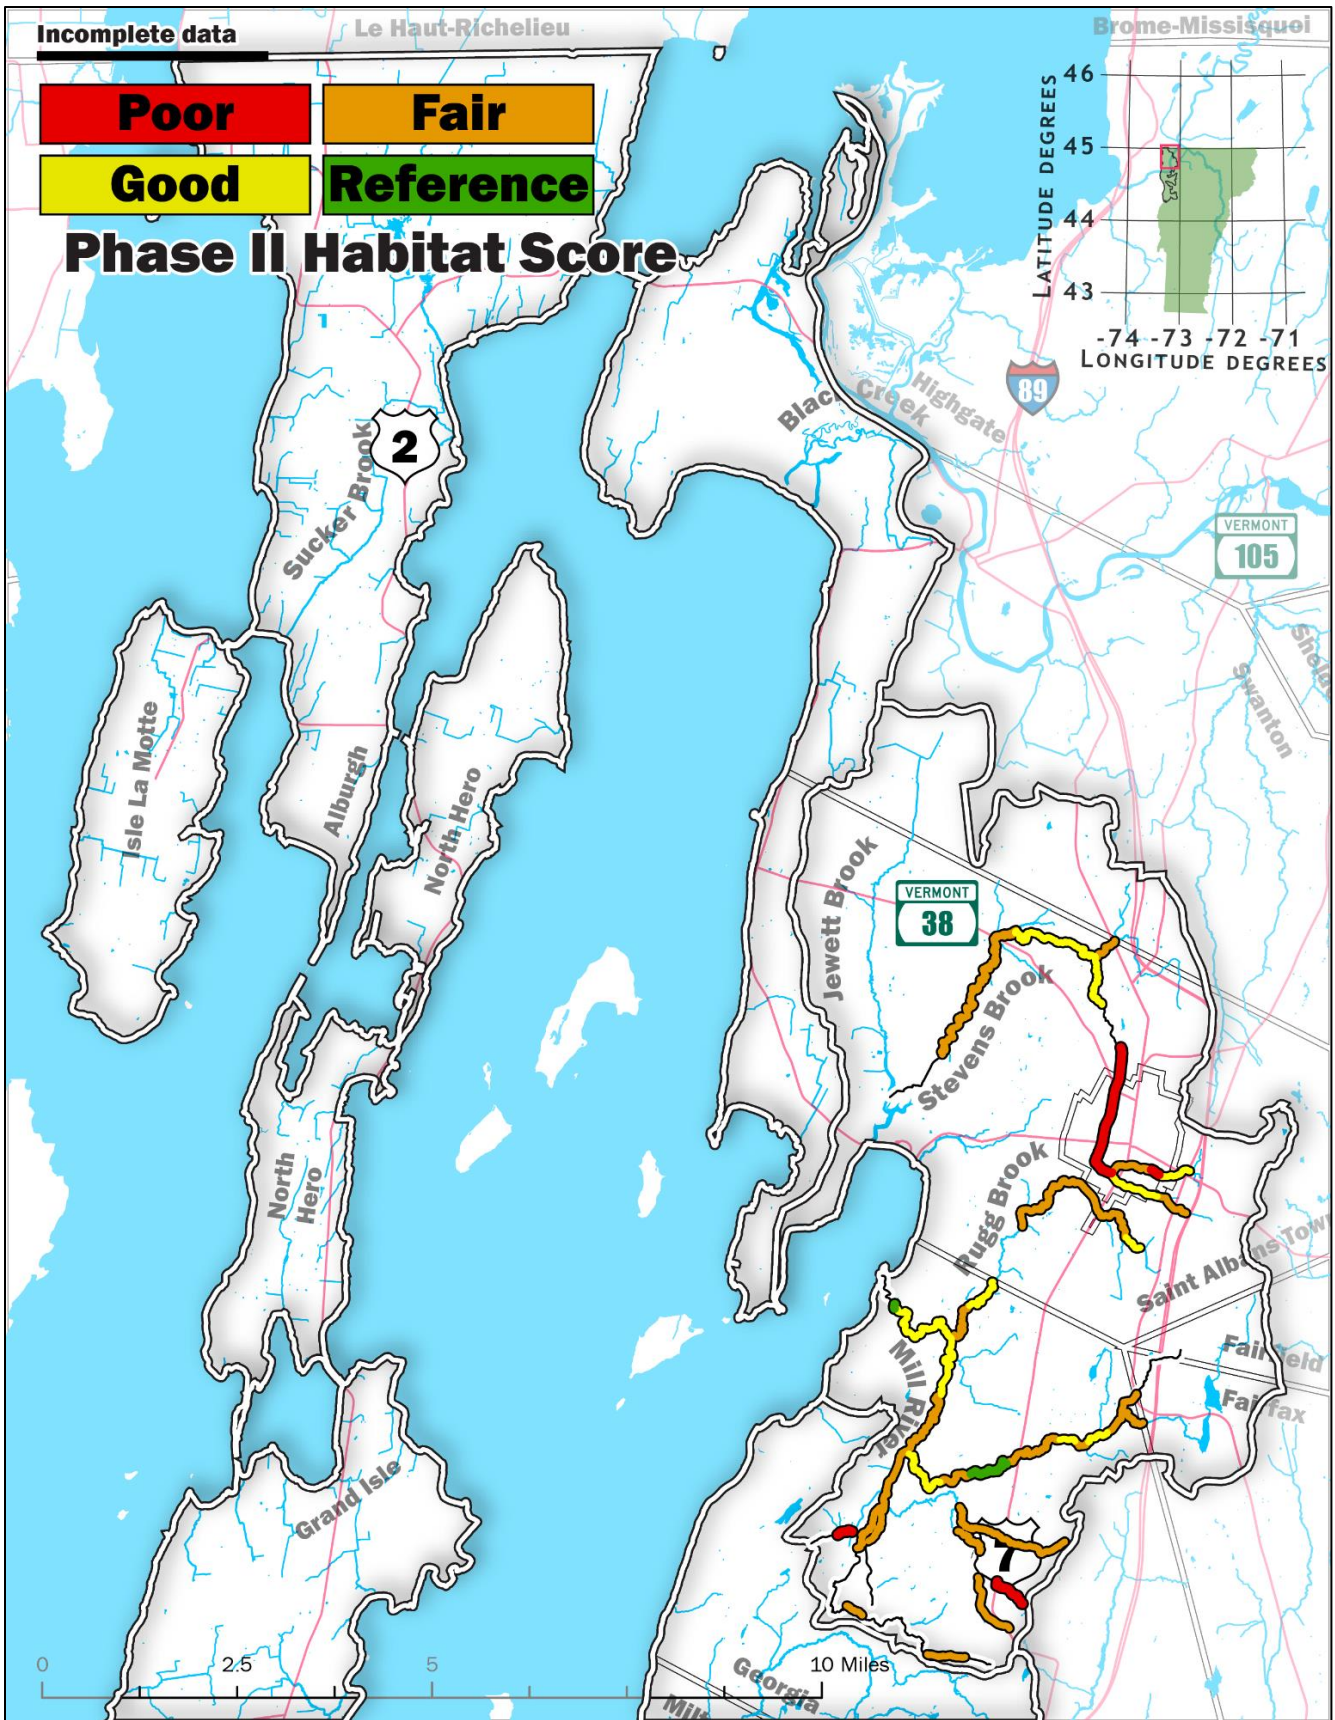 Incomplete data
Le Haut-Richelieu
Brome-Missisquoi
Poor
Fair
Good
Reference
Phase II Habitat Score
LATITUDE DEGREES
46
45
44
43
-74 -73 -72 -71
LONGITUDE DEGREES
89
Highgate
Black Creek
2
Sucker Brook
VERMONT
105
Swanton
Isle La Motte
Alburgh
North Hero
Jewett Brook
VERMONT
38
Stevens Brook
North
Hero
Rugg Brook
Saint Albans Town
Mill River
Fairfield
Fairfax
Grand Isle
7
0
2.5
5
10 Miles
Georgia